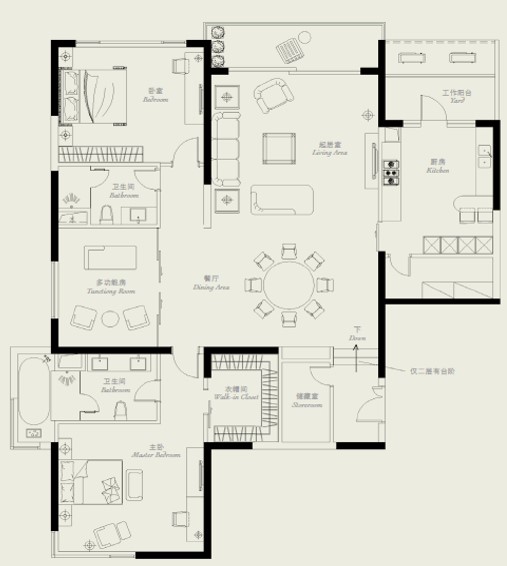 卧室
Bedroom
工作阳台
Yard
起居室
Living Area
厨房
Kitchen
卫生间
Bathroom
餐厅
Dining Area
多功能房
Room
下
Down
仅二层有台阶
卫生间
Bathroom
衣帽间
Walk-in Closet
储藏室
Storeroom
主卧
Master Bedroom